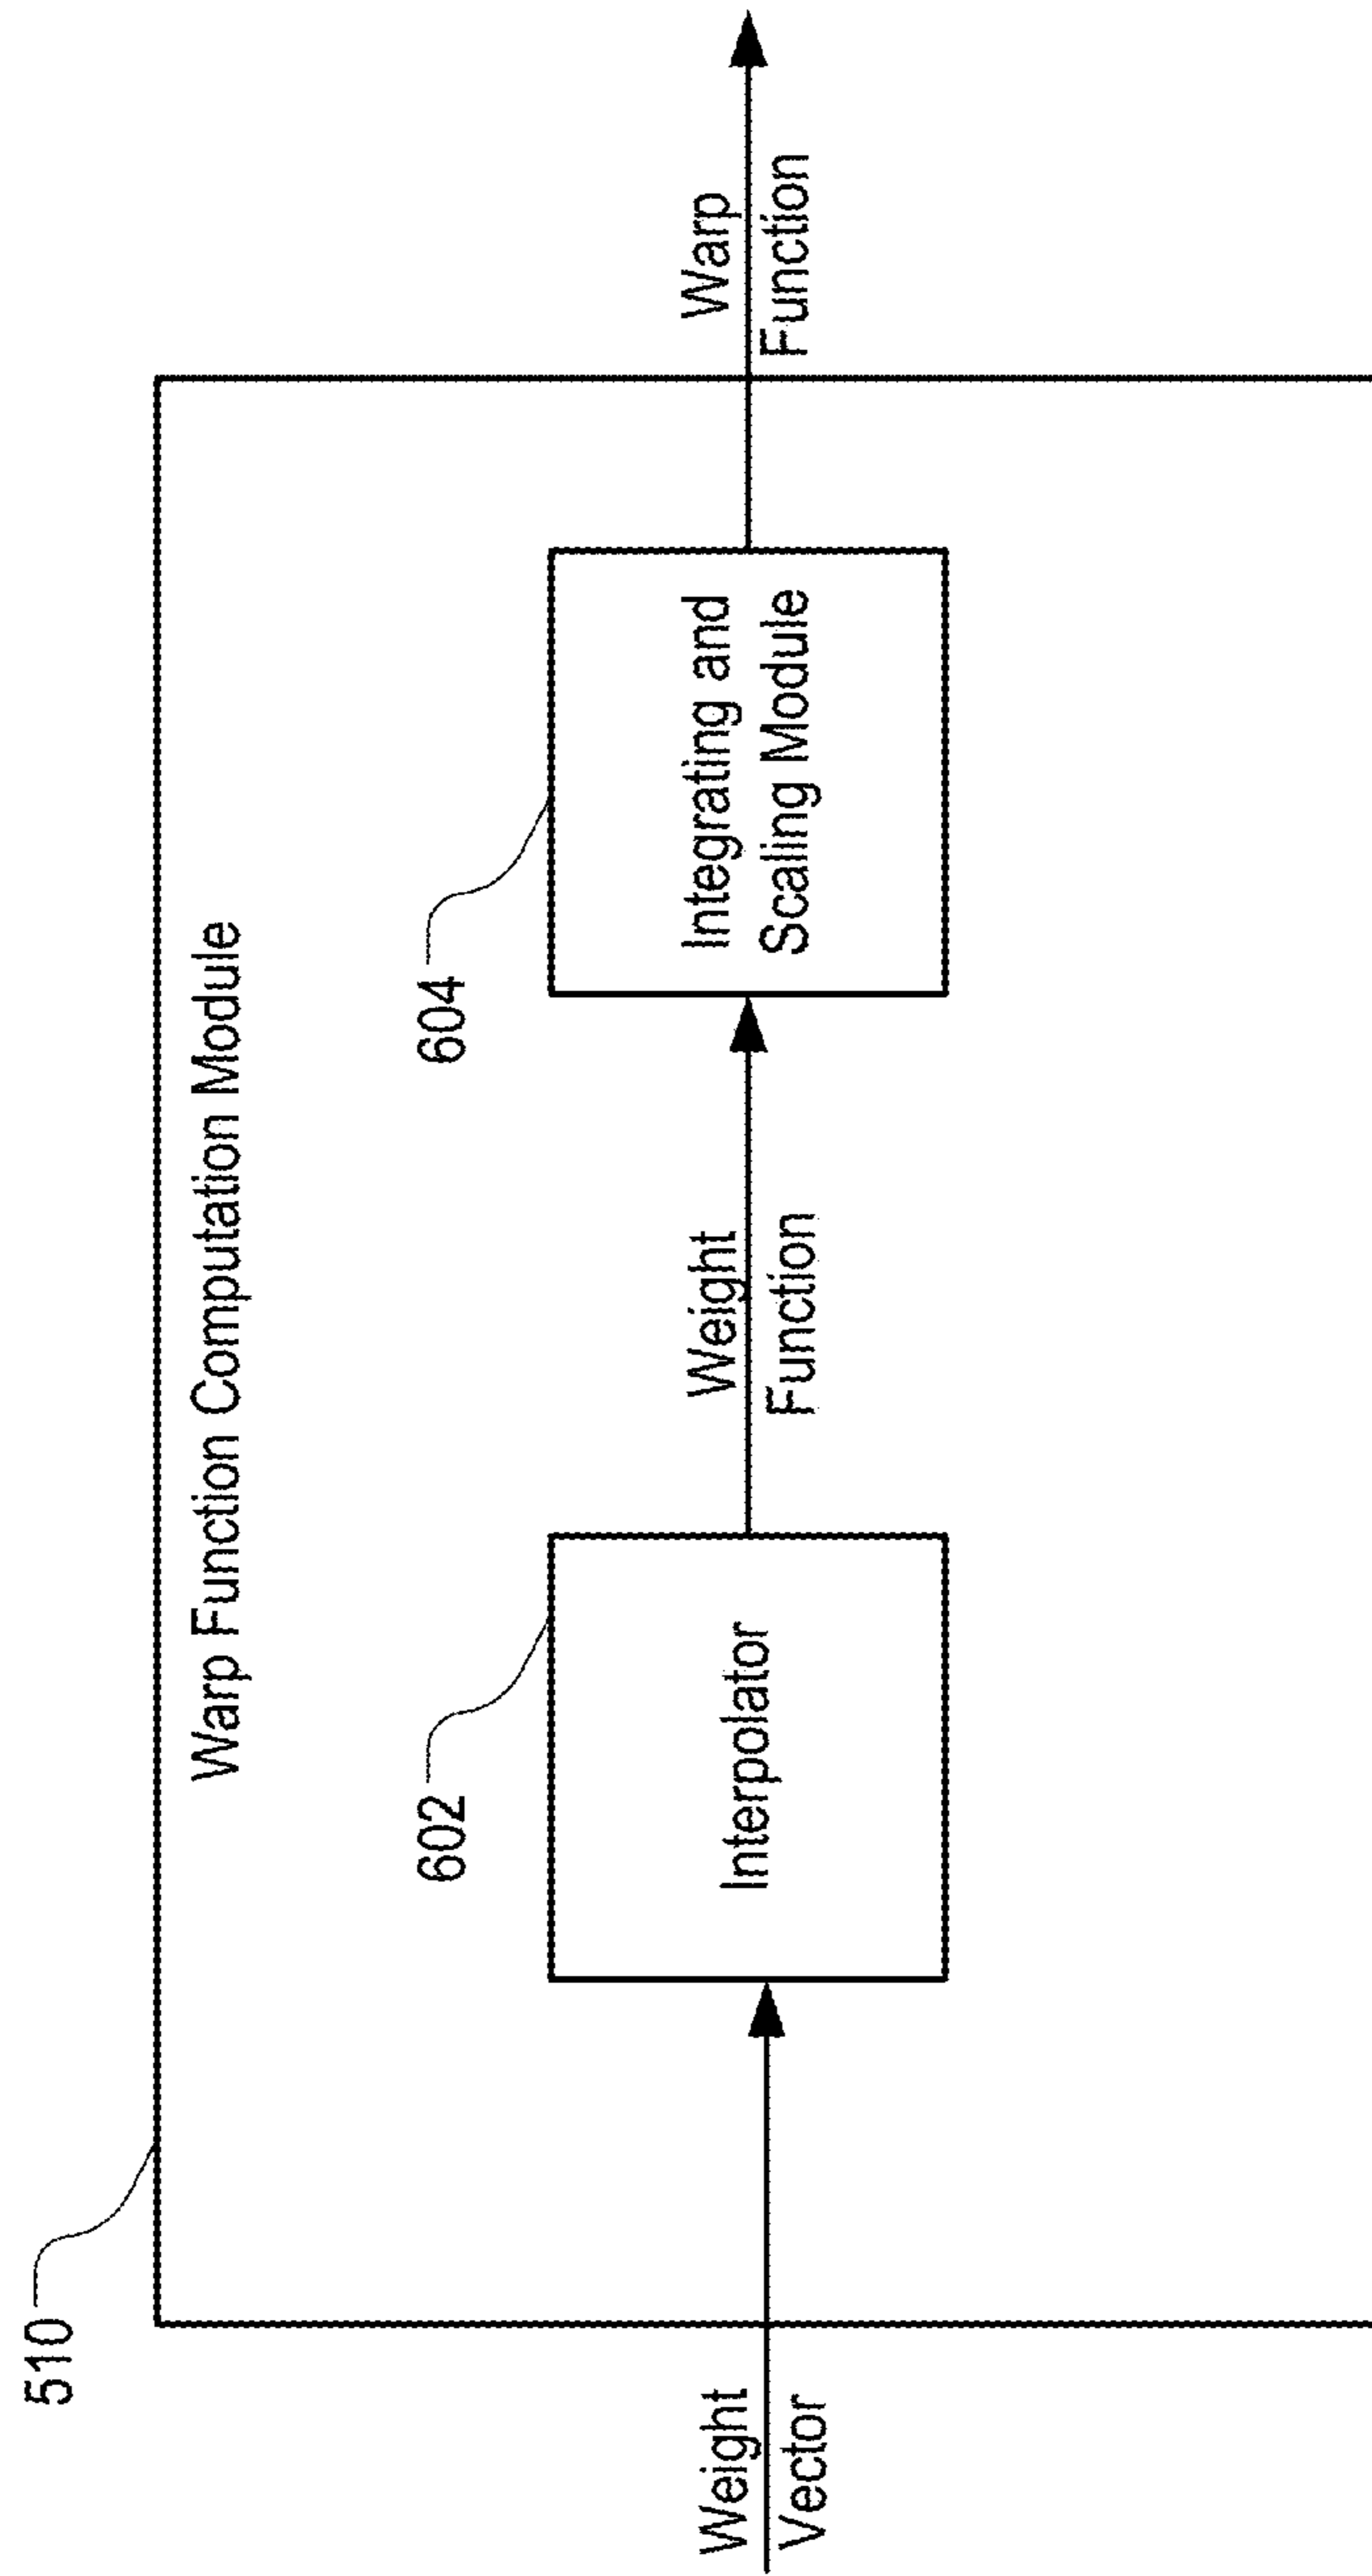 510
Warp Function Computation Module
602
604
Weight
Vector
Interpolator
Weight
Function
Integrating and
Scaling Module
Warp
Function